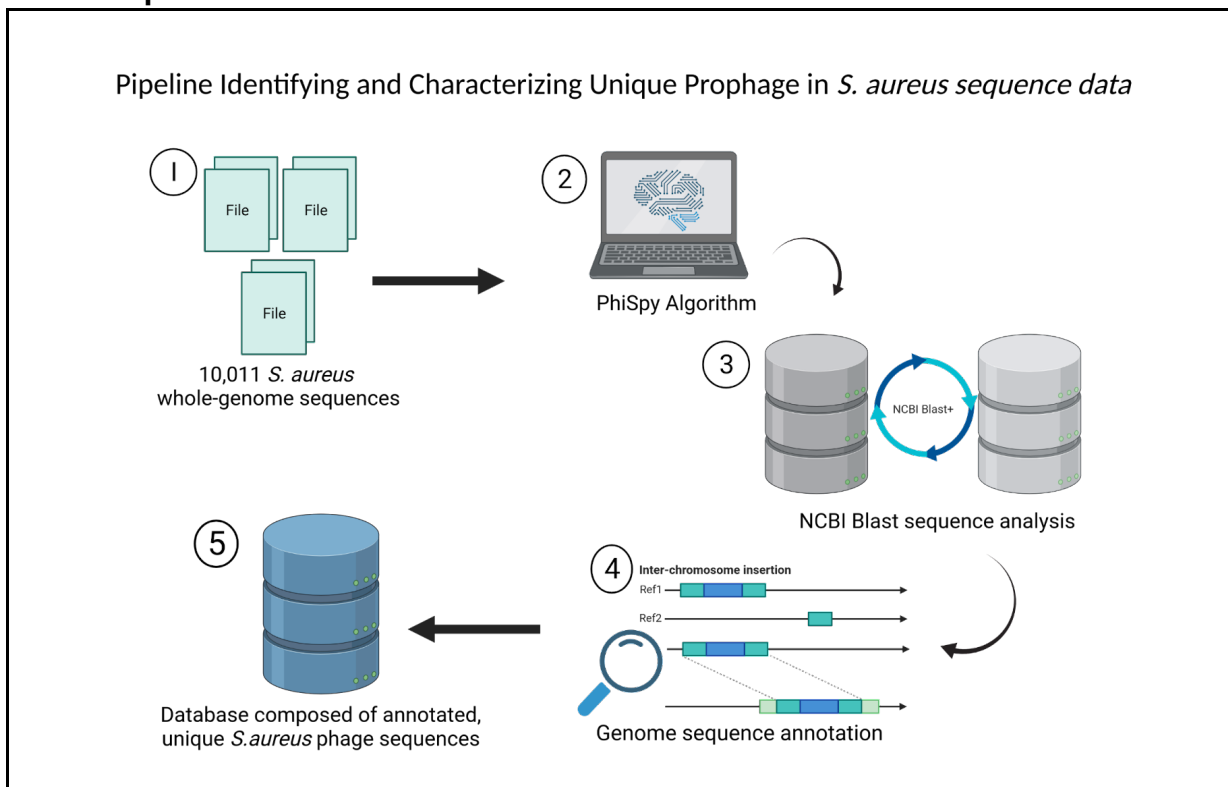 Pipeline Identifying and Characterizing Unique Prophage in S. aureus sequence data
1
File
File
File
10,011 S. aureus
whole-genome sequences
2
PhiSpy Algorithm
3
NCBI Blast+
NCBI Blast sequence analysis
4
Inter-chromosome insertion
Ref1
Ref2
Genome sequence annotation
5
Database composed of annotated,
unique S.aureus phage sequences